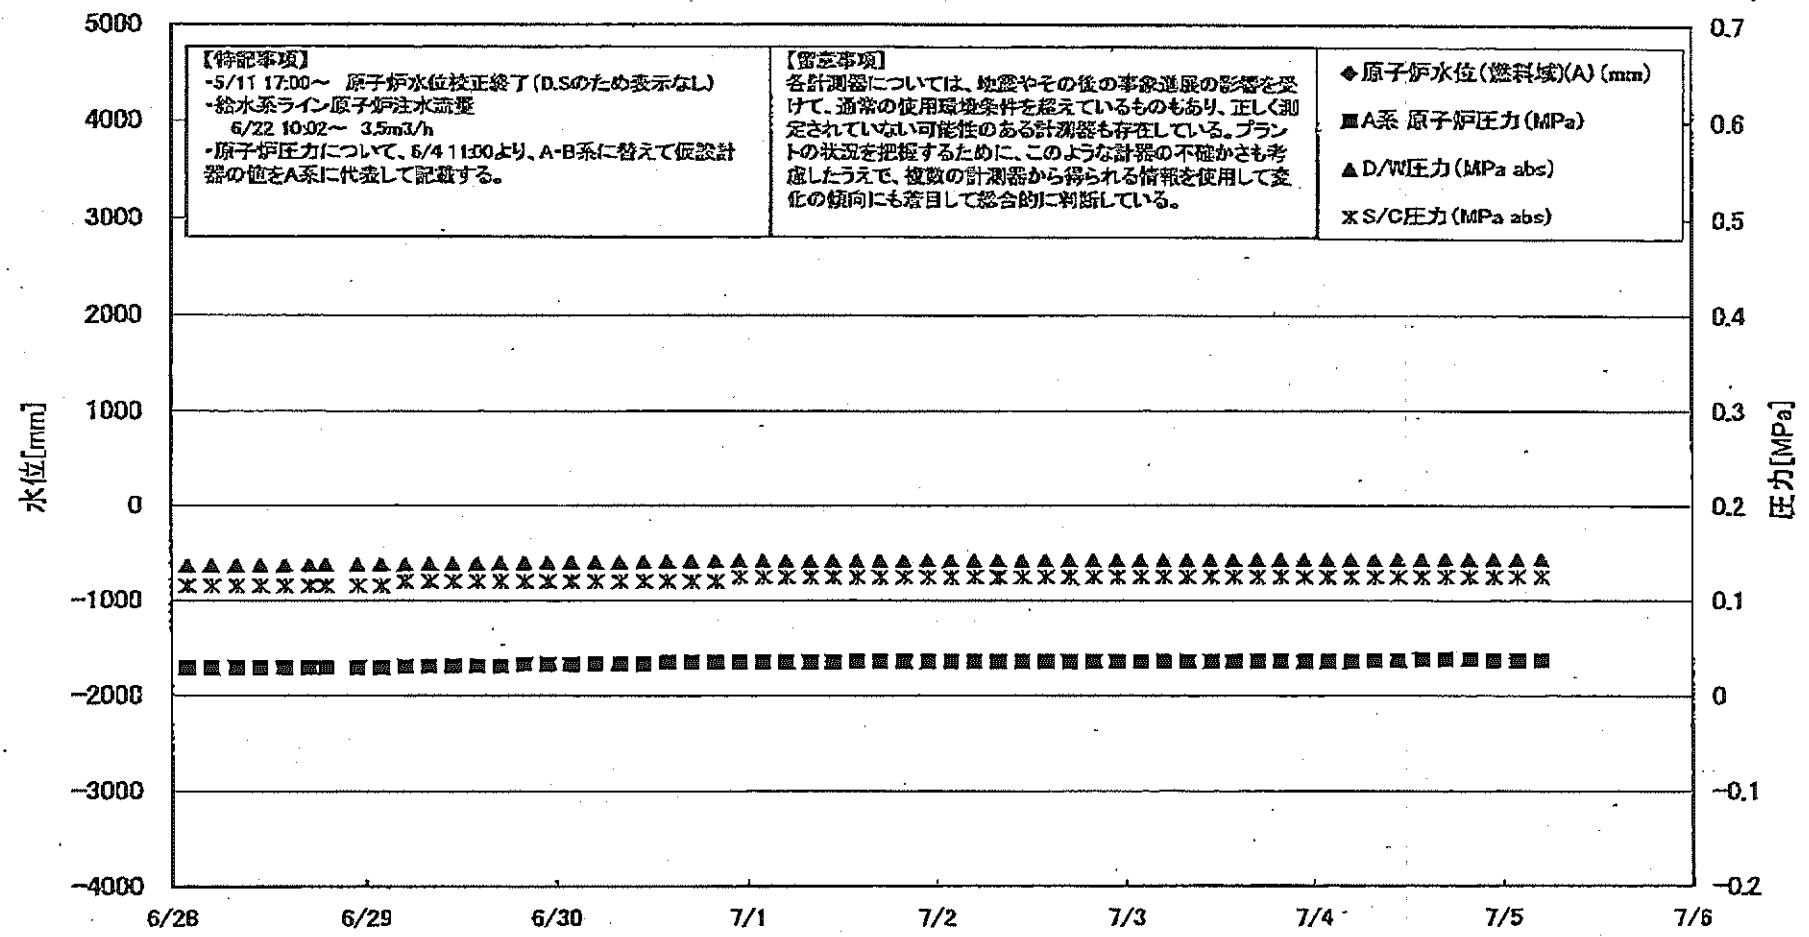 【特記事項】
・5/11 17:00～ 原子炉水位校正終了(D.Sのため表示なし)
・給水系ライン原子炉注水流量
6/22 10:02～ 3.5m3/h
・原子炉圧力について、6/4 11:00より、A・B系に替えて仮設計
器の値をA系に代表して記載する。
【留意事項】
各計測器については、地震やその後の事象進展の影響を受
けて、通常の使用環境条件を超えているものもあり、正しく測
定されていない可能性のある計測器も存在している。プラン
トの状況を把握するために、このような計器の不確かさも考
慮したうえで、複数の計測器から得られる情報を使用して変
化の傾向にも着目して総合的に判断している。
◆原子炉水位(燃料域)(A)(mm)
■A系 原子炉圧力(MPa)
▲D/W圧力(MPa abs)
S/C圧力(MPa abs)
水位[mm]
5000
4000
3000
2000
1000
0
-1000
-2000
-3000
-4000
圧力[MPa]
0.7
0.6
0.5
0.4
0.3
0.2
0.1
0
-0.1
-0.2
6/28 6/29 6/30 7/1 7/2 7/3 7/4 7/5 7/6